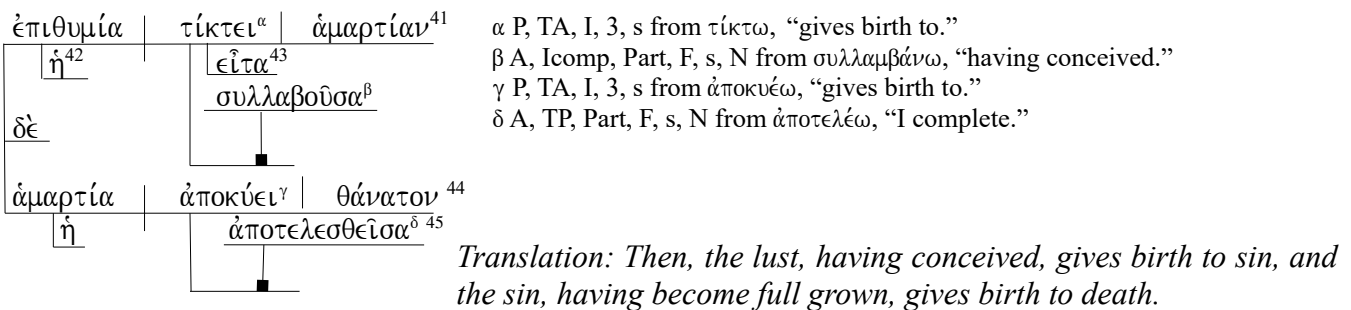 ἐπιθυμία τίκτει^α ἁμαρτίαν^41
ἡ^42 εἶτα^43
συλλαβοῦσα^β
δὲ
ἁμαρτία ἀποκύει^γ θάνατον ^44
ἡ ἀποτελεσθεῖσα^δ 45
α P, TA, I, 3, s from τίκτω, “gives birth to.”
β A, Icomp, Part, F, s, N from συλλαμβάνω, “having conceived.”
γ P, TA, I, 3, s from ἀποκυέω, “gives birth to.”
δ A, TP, Part, F, s, N from ἀποτελέω, “I complete.”
Translation: Then, the lust, having conceived, gives birth to sin, and
the sin, having become full grown, gives birth to death.